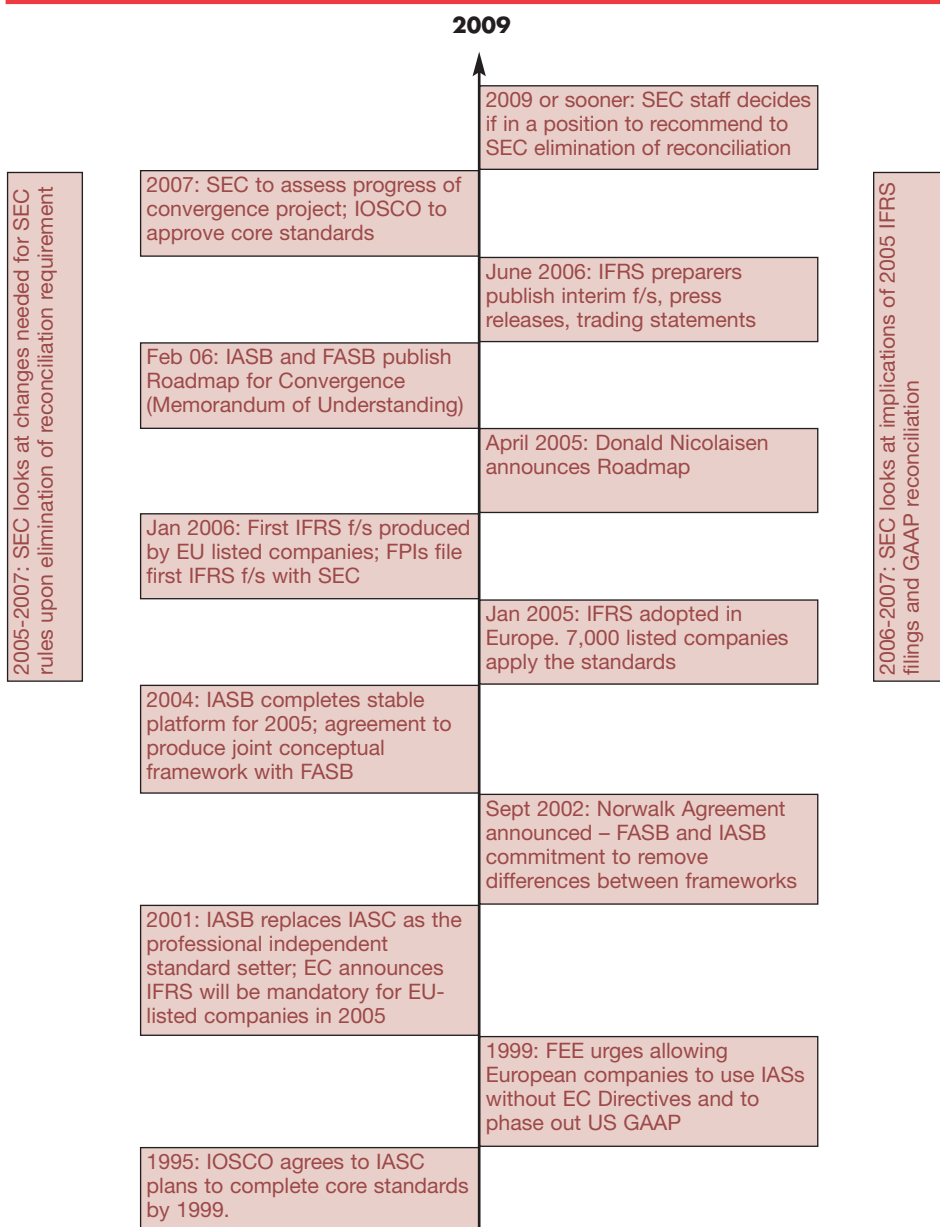 2009
2009 or sooner: SEC staff decides
if in a position to recommend to
SEC elimination of reconciliation
2007: SEC to assess progress of
convergence project; IOSCO to
approve core standards
June 2006: IFRS preparers
publish interim f/s, press
releases, trading statements
Feb 06: IASB and FASB publish
Roadmap for Convergence
(Memorandum of Understanding)
April 2005: Donald Nicolaisen
announces Roadmap
Jan 2006: First IFRS f/s produced
by EU listed companies; FPIs file
first IFRS f/s with SEC
Jan 2005: IFRS adopted in
Europe. 7,000 listed companies
apply the standards
2004: IASB completes stable
platform for 2005; agreement to
produce joint conceptual
framework with FASB
Sept 2002: Norwalk Agreement
announced – FASB and IASB
commitment to remove
differences between frameworks
2001: IASB replaces IASC as the
professional independent
standard setter; EC announces
IFRS will be mandatory for EU-
listed companies in 2005
1999: FEE urges allowing
European companies to use IASs
without EC Directives and to
phase out US GAAP
1995: IOSCO agrees to IASC
plans to complete core standards
by 1999.
2005-2007: SEC looks at changes needed for SEC
rules upon elimination of reconciliation requirement
2006-2007: SEC looks at implications of 2005 IFRS
filings and GAAP reconciliation